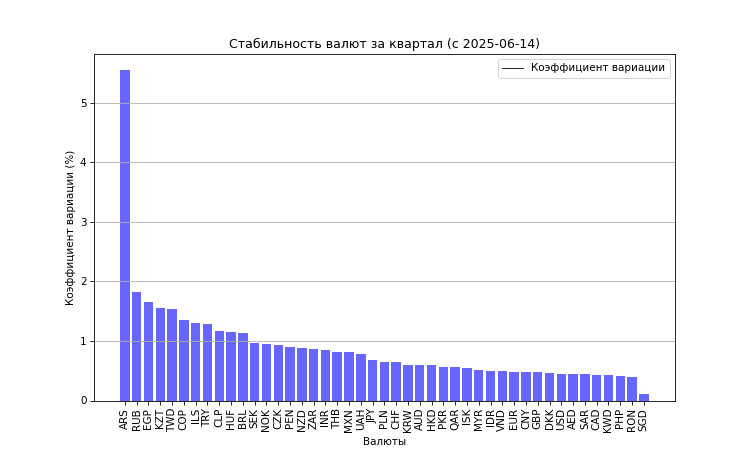 Стабильность валют за квартал (с 2025-06-14)
Коэффициент вариации
Коэффициент вариации (%)
5
4
3
2
1
0
ARS RUB EGP KZT TWD COP ILS TRY CLP HUF BRL SEK NOK CZK PEN NZD ZAR INR THB MXN UAH JPY PLN CHF KRW AUD HKD PKR QAR ISK MYR IDR VND EUR CNY GBP DKK USD AED SAR CAD KWD PHP RON SGD
Валюты